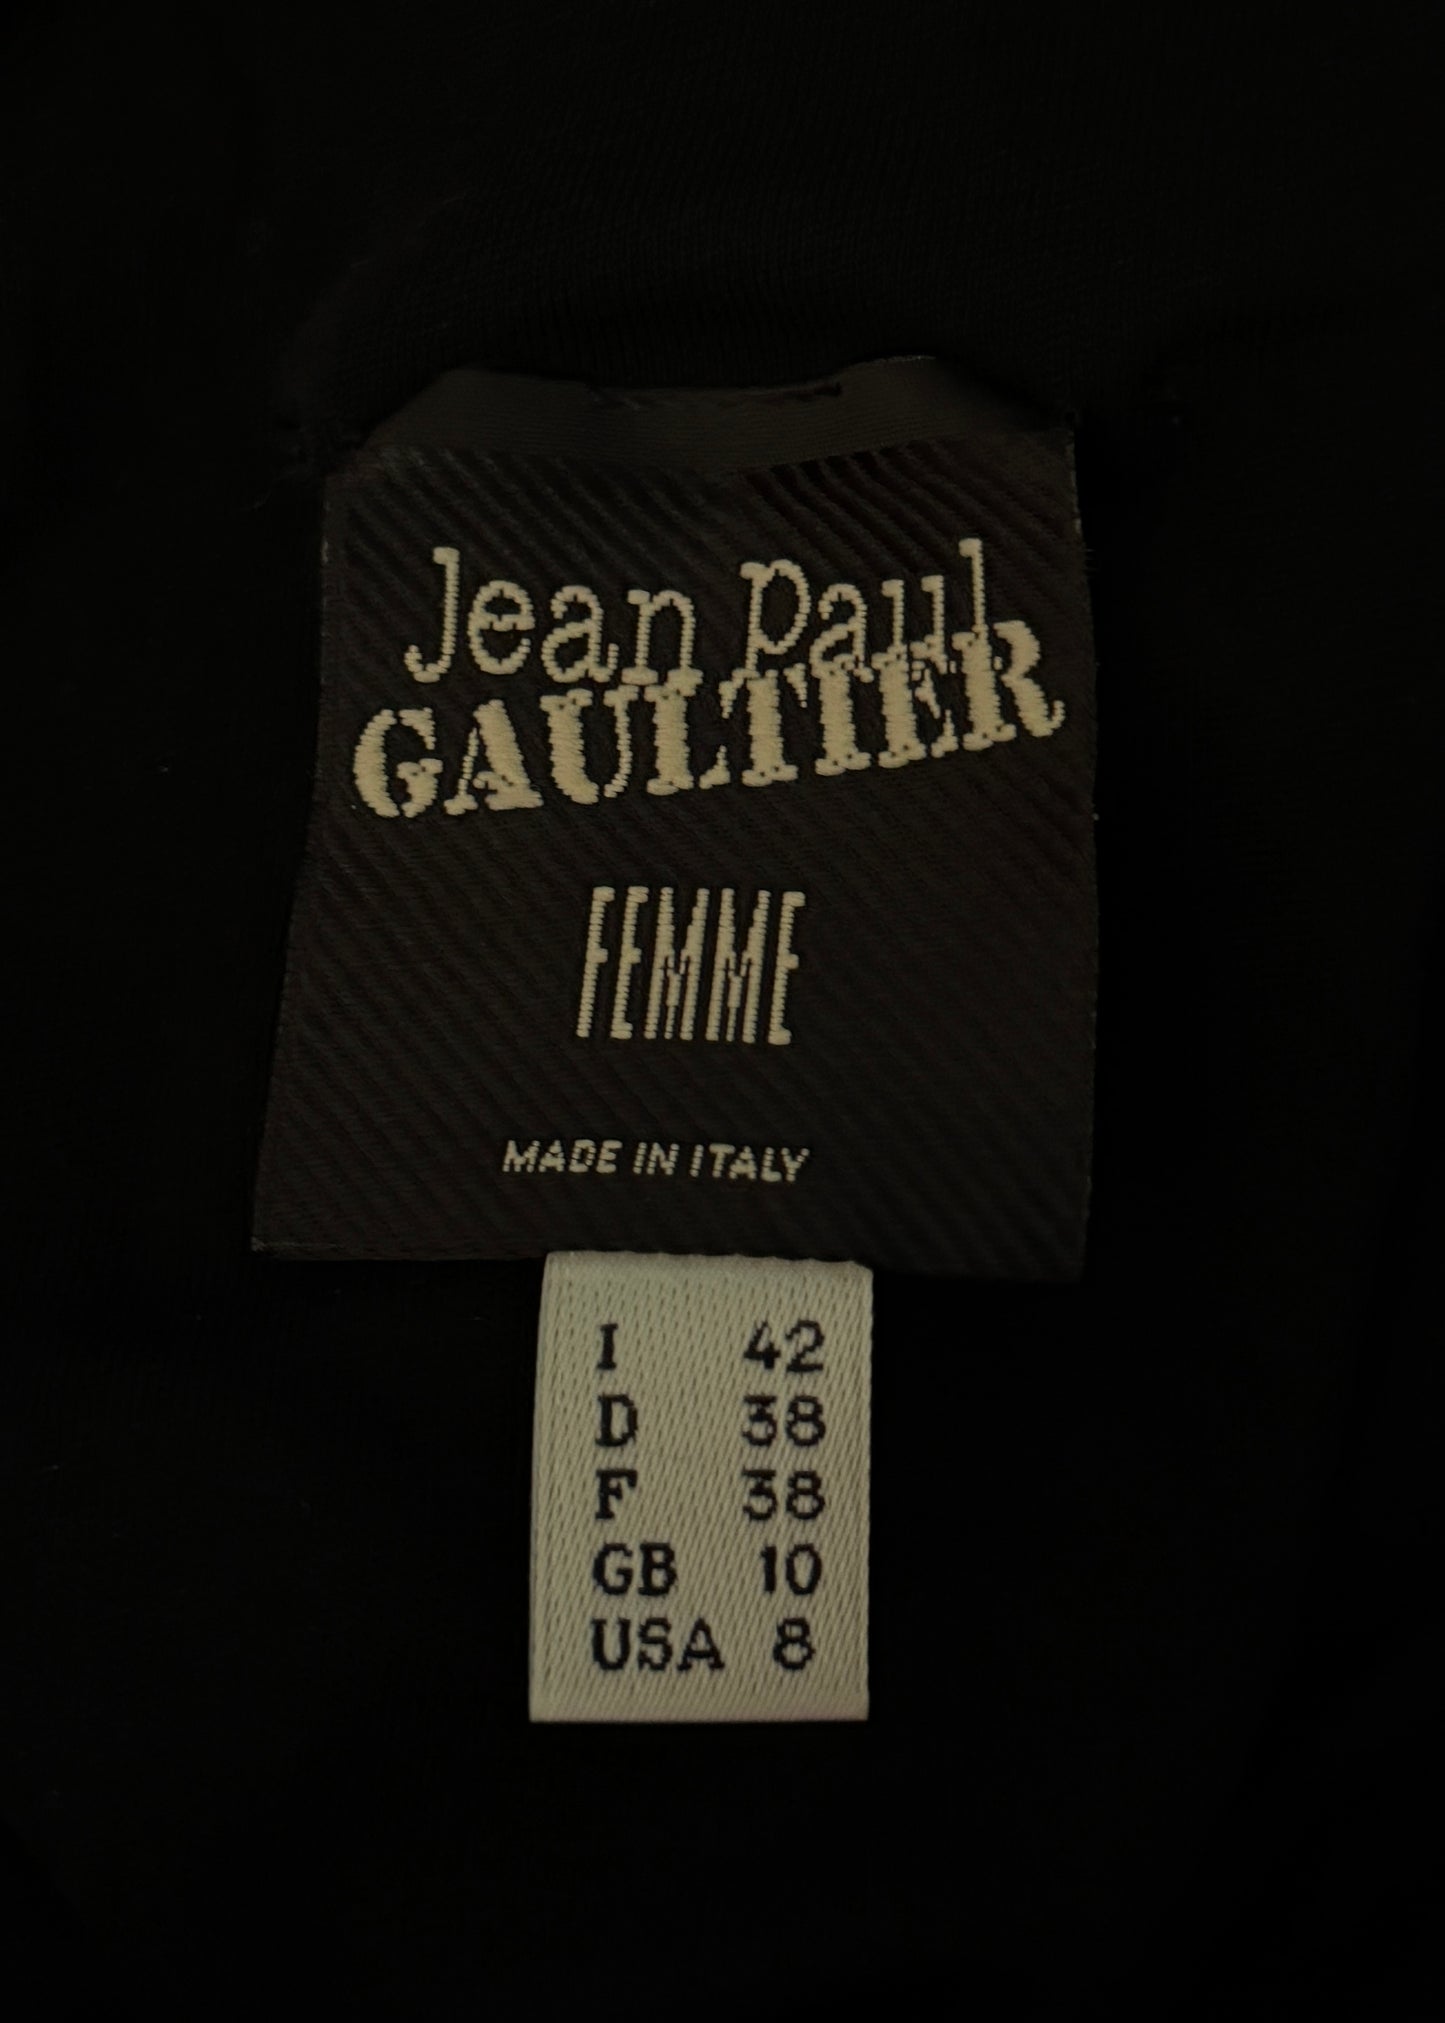 Jean Paul
GAULTIER
FEMME
MADE IN ITALY
I 42
D 38
F 38
GB 10
USA 8